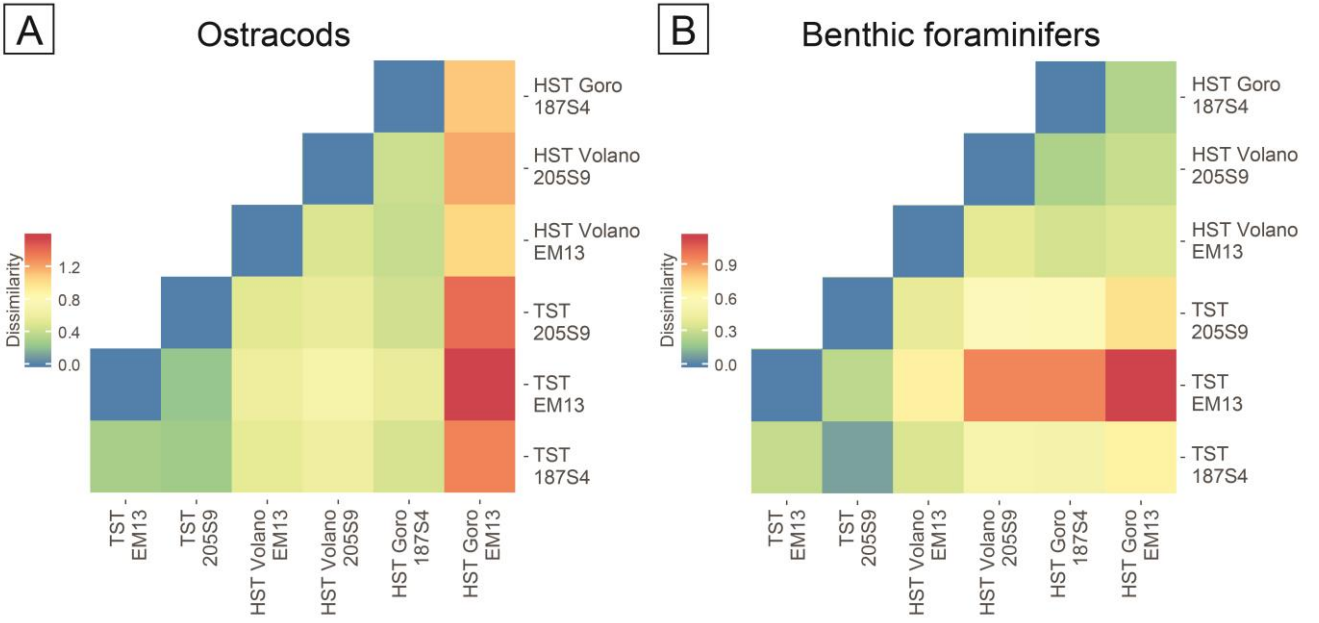 A
Ostracods
HST Goro
187S4
HST Volano
205S9
HST Volano
EM13
TST
205S9
TST
EM13
TST
187S4
Dissimilarity
1.2
0.8
0.4
0.0
TST
EM13
TST
205S9
HST Volano
EM13
HST Volano
205S9
HST Goro
187S4
HST Goro
EM13
B
Benthic foraminifers
HST Goro
187S4
HST Volano
205S9
HST Volano
EM13
TST
205S9
TST
EM13
TST
187S4
Dissimilarity
0.9
0.6
0.3
0.0
TST
EM13
TST
205S9
HST Volano
EM13
HST Volano
205S9
HST Goro
187S4
HST Goro
EM13